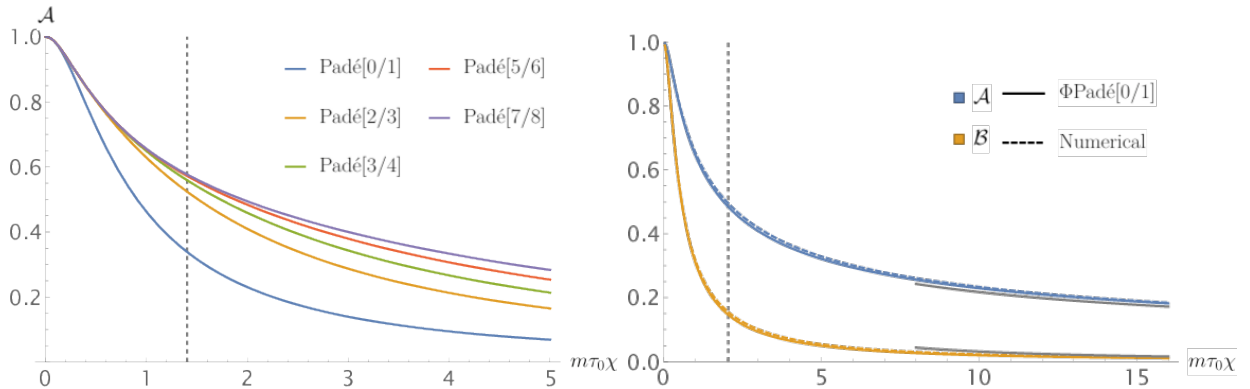 𝒜
1.0
0.8
0.6
0.4
0.2
0
1
2
3
4
5
mτ₀χ
Padé[0/1]
Padé[5/6]
Padé[2/3]
Padé[7/8]
Padé[3/4]
1.0
0.8
0.6
0.4
0.2
0.0
0
5
10
15
mτ₀χ
𝒜
ΦPadé[0/1]
ℬ
Numerical